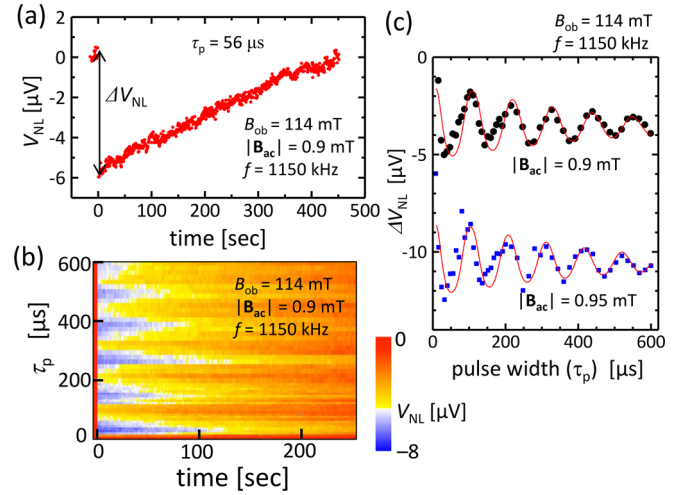 (a)
2
0
-2
-4
-6
V_NL [μV]
τ_p = 56 μs
ΔV_NL
B_ob = 114 mT
|B_ac| = 0.9 mT
f = 1150 kHz
0 100 200 300 400 500
time [sec]
(b)
600
400
200
0
τ_p [μs]
B_ob = 114 mT
|B_ac| = 0.9 mT
f = 1150 kHz
0 100 200
time [sec]
0
V_NL [μV]
−8
(c)
B_ob = 114 mT
f = 1150 kHz
0
-5
-10
ΔV_NL [μV]
|B_ac| = 0.9 mT
|B_ac| = 0.95 mT
0 100 200 300 400 500 600
pulse width (τ_p) [μs]